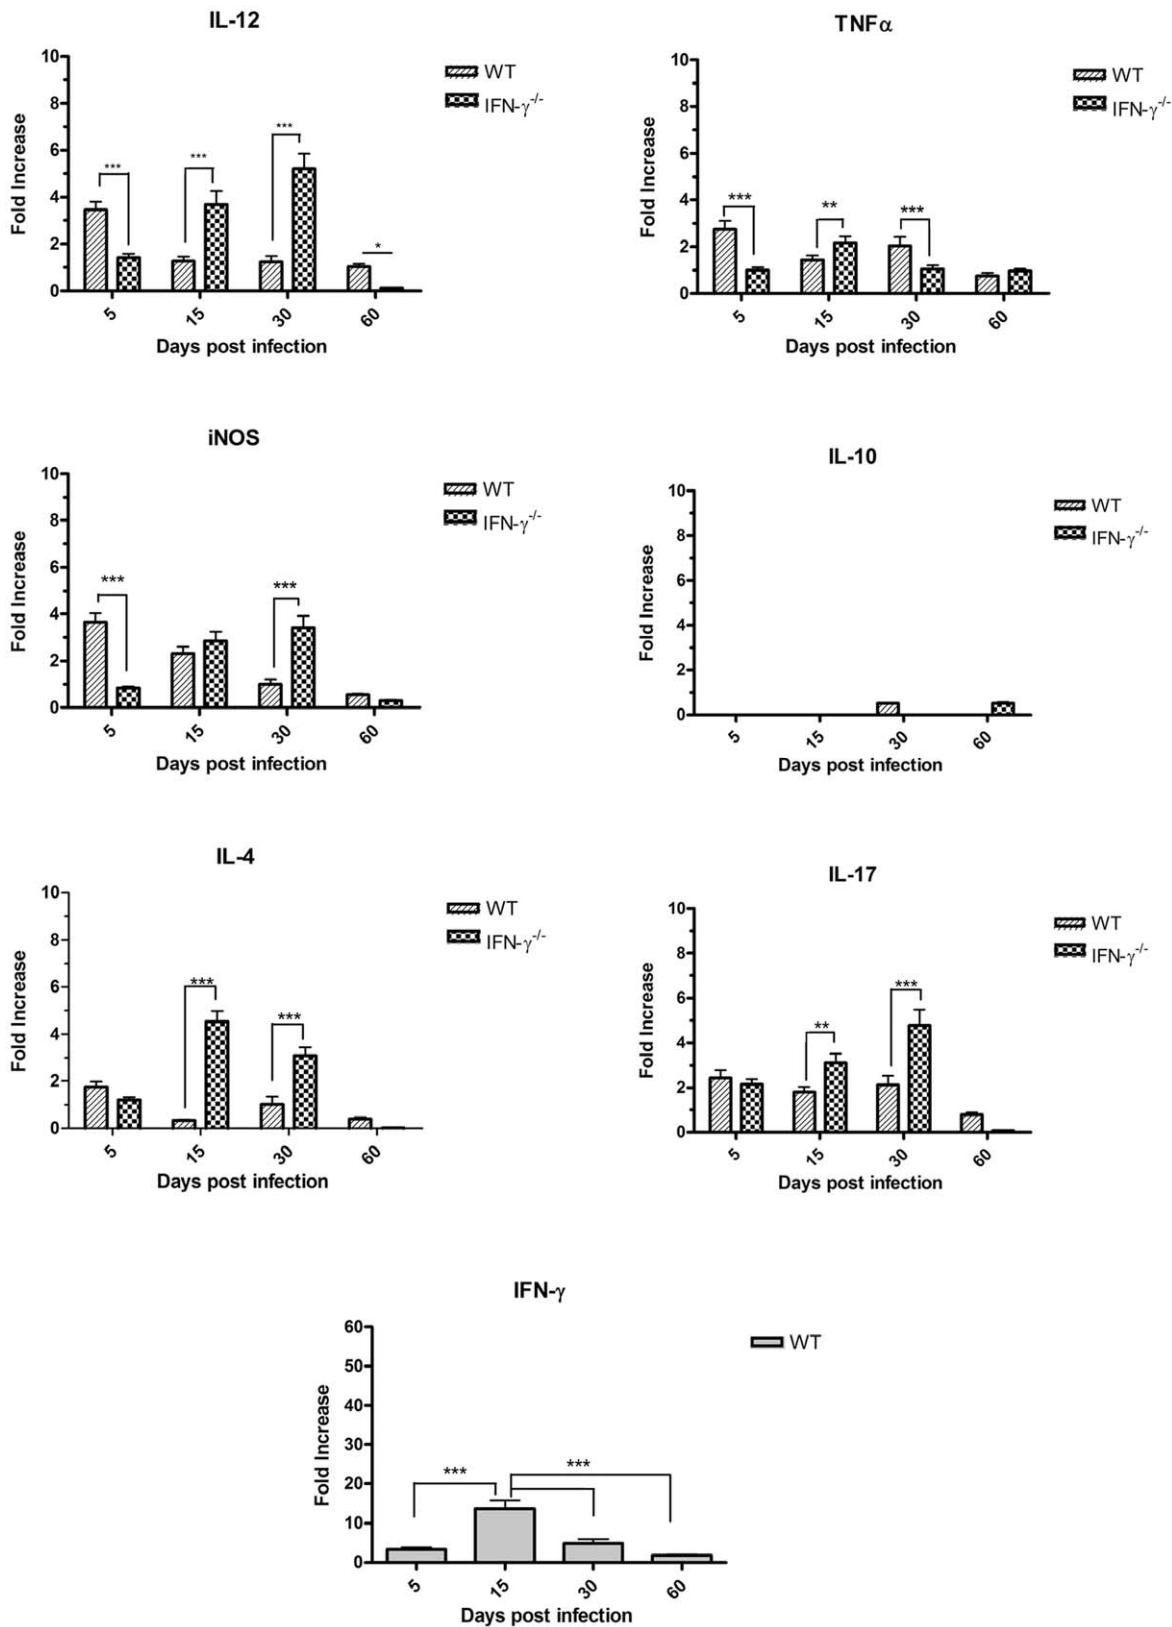 IL-12
10
8
6
4
2
0
Fold Increase
***
***
***
*
5
15
30
60
Days post infection
WT
IFN-γ-/-
TNFα
10
8
6
4
2
0
Fold Increase
***
**
***
5
15
30
60
Days post infection
WT
IFN-γ-/-
iNOS
10
8
6
4
2
0
Fold Increase
***
***
5
15
30
60
Days post infection
WT
IFN-γ-/-
IL-10
10
8
6
4
2
0
Fold Increase
5
15
30
60
Days post infection
WT
IFN-γ-/-
IL-4
10
8
6
4
2
0
Fold Increase
***
***
5
15
30
60
Days post infection
WT
IFN-γ-/-
IL-17
10
8
6
4
2
0
Fold Increase
**
***
5
15
30
60
Days post infection
WT
IFN-γ-/-
IFN-γ
60
50
40
30
20
10
0
Fold Increase
***
***
5
15
30
60
Days post infection
WT